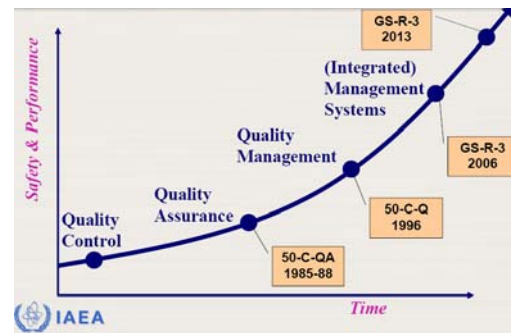 GS-R-3
2013
(Integrated)
Management
Systems
Safety & Performance
Quality
Management
GS-R-3
2006
Quality
Assurance
50-C-Q
1996
Quality
Control
50-C-QA
1985-88
Time
IAEA